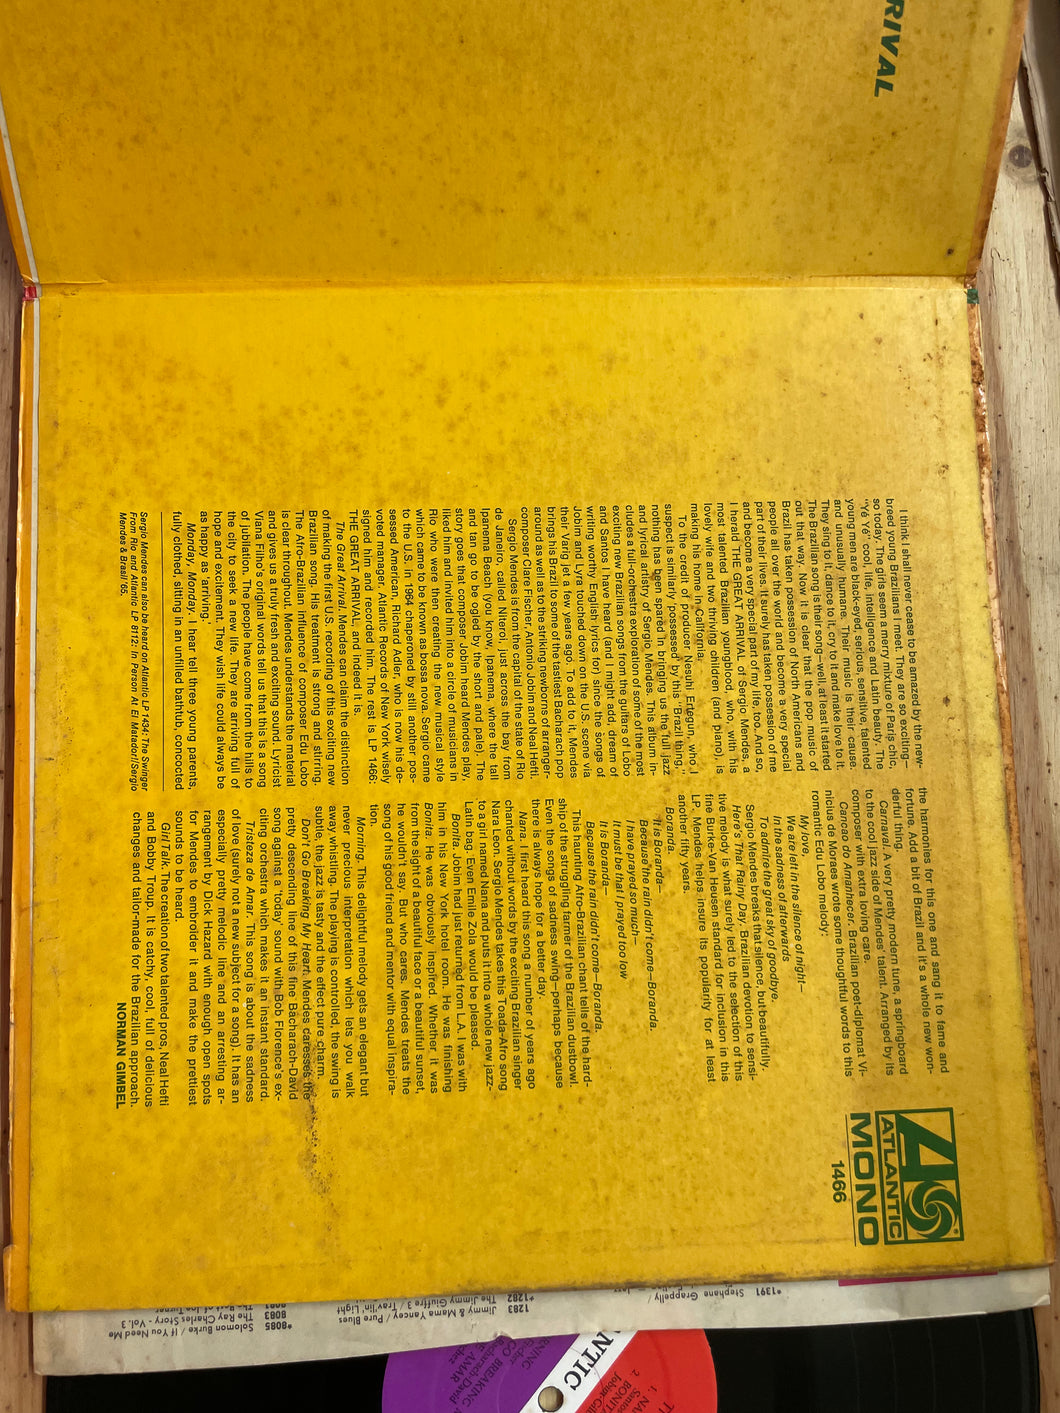 RIVAL
I think I shall never cease to be amazed by the new-
breed young Brazilians I meet. They are so exciting—
so today. The girls seem a merry mixture of Paris chic,
"Yé Yé" cool, life, intelligence and Latin beauty. The
young men are black-eyed, serious, sensitive, talented
and unusually humane. Their music is their cause.
They sing to it, dance to it, cry to it and make love to it.
The Brazilian song is their song—well, at least it started
out that way. Now it is clear that the pop music of
Brazil has taken possession of North Americans and
people all over the world and become a very special
part of their lives. It surely has taken possession of me
and become a very special part of my life, too. And so,
I herald THE GREAT ARRIVAL of Sergio Mendes, a
most talented Brazilian youngblood, who, with his
lovely wife and two thriving children (and piano), is
making his home in California.
To the credit of producer Nesuhi Ertegun, who I
suspect is similarly 'possessed' by this 'Brazil thing,'
nothing has been spared in bringing us the full jazz
and lyrical artistry of Sergio Mendes. This album in-
cludes a full-orchestra exploration of some of the most
exciting new Brazilian songs from the guitars of Lobo
and Santos I have heard (and I might add, dream of
writing worthy English lyrics for) since the songs of
Jobim and Lyra touched down on the U.S. scene via
their Varig jet a few years ago. To add to it, Mendes
brings his Brazil to some of the tastiest Bacharach pop
around as well as to the striking newborns of arranger-
composer Clare Fischer, Antonio Jobim and Neal Hefti.
Sergio Mendes is from the capital of the state of Rio
de Janeiro, called Niteroi, just across the bay from
Ipanema Beach (you know, Ipanema, where the tall
and tan go to be ogled by the short and pale). The
story goes that composer Jobim heard Mendes play,
liked him and invited him into a circle of musicians in
Rio who were then creating the new musical style
which came to be known as bossa nova. Sergio came
to the U.S. in 1964 chaperoned by still another pos-
sessed American, Richard Adler, who is now his de-
voted manager. Atlantic Records of New York wisely
signed him and recorded him. The rest is LP 1466:
THE GREAT ARRIVAL, and indeed it is.
The Great Arrival. Mendes can claim the distinction
of making the first U.S. recording of this exciting new
Brazilian song. His treatment is strong and stirring.
The Afro-Brazilian influence of composer Edu Lobo
is clear throughout. Mendes understands the material
and gives us a truly fresh and exciting sound. Lyricist
Viana Filho's original words tell us that this is a song
of jubilation. The people have come from the hills to
the city to seek a new life. They are arriving full of
hope and excitement. They wish life could always be
as happy as 'arriving.'
Monday, Monday. I hear tell three young parents,
fully clothed, sitting in an unfilled bathtub, concocted
Sergio Mendes can also be heard on Atlantic LP 1434: The Swinger
From Rio and Atlantic LP 8112: In Person At El Matador!/Sergio
Mendes & Brasil '65.
the harmonies for this one and sang it to fame and
fortune. Add a bit of Brazil and it's a whole new won-
derful thing.
Carnaval. A very pretty modern tune, a springboard
to the cool jazz side of Mendes' talent. Arranged by its
composer with extra loving care.
Cancao do Amanhecer. Brazilian poet-diplomat Vi-
nicius de Moraes wrote some thoughtful words to this
romantic Edu Lobo melody:
My love,
We are left in the silence of night—
In the sadness of afterwards
To admire the great sky of goodbye.
Sergio Mendes breaks that silence, but beautifully.
Here's That Rainy Day. Brazilian devotion to sensi-
tive melody is what surely led to the selection of this
fine Burke-Van Heusen standard for inclusion in this
LP. Mendes helps insure its popularity for at least
another fifty years.
Boranda.
It is Boranda—
Because the rain didn't come—Boranda.
I have prayed so much—
It must be that I prayed too low
It is Boranda—
Because the rain didn't come—Boranda.
This haunting Afro-Brazilian chant tells of the hard-
ship of the struggling farmer of the Brazilian dustbowl.
Even the songs of sadness swing—perhaps because
there is always hope for a better day.
Nana. I first heard this song a number of years ago
chanted without words by the exciting Brazilian singer
Nara Leon. Sergio Mendes takes this Toada-Afro song
to a girl named Nana and puts it into a whole new jazz-
Latin bag. Even Emile Zola would be pleased.
Bonita. Jobim had just returned from L.A. I was with
him in his New York hotel room. He was finishing
Bonita. He was obviously inspired. Whether it was
from the sight of a beautiful face or a beautiful sunset,
he wouldn't say. But who cares. Mendes treats the
song of his good friend and mentor with equal inspira-
tion.
Morning. This delightful melody gets an elegant but
never precious interpretation which lets you walk
away whistling. The playing is controlled, the swing is
subtle, the jazz is tasty and the effect pure charm.
Don't Go Breaking My Heart. Mendes caresses the
pretty descending line of this fine Bacharach-David
song against a 'today' sound with Bob Florence's ex-
citing orchestra which makes it an instant standard.
Tristeza de Amar. This song is about the sadness
of love (surely not a new subject for a song). It has an
especially pretty melodic line and an arresting ar-
rangement by Dick Hazard with enough open spots
for Mendes to embroider it and make the prettiest
sounds to be heard.
Girl Talk. The creation of two talented pros, Neal Hefti
and Bobby Troup. It is catchy, cool, full of delicious
changes and tailor-made for the Brazilian approach.
NORMAN GIMBEL
ATLANTIC
®
MONO
1466
*1391 Stephane Grappelly /
*1282 The Jimmy Giuffre 3 / Trav'lin' Light
1283 Jimmy & Mama Yancey / Pure Blues
8083 The Ray Charles Story - Vol. 3
*8085 Solomon Burke / If You Need Me
NTIC
BREAKING
Bacharach-David
AMAR
2. BONITA
1. NA